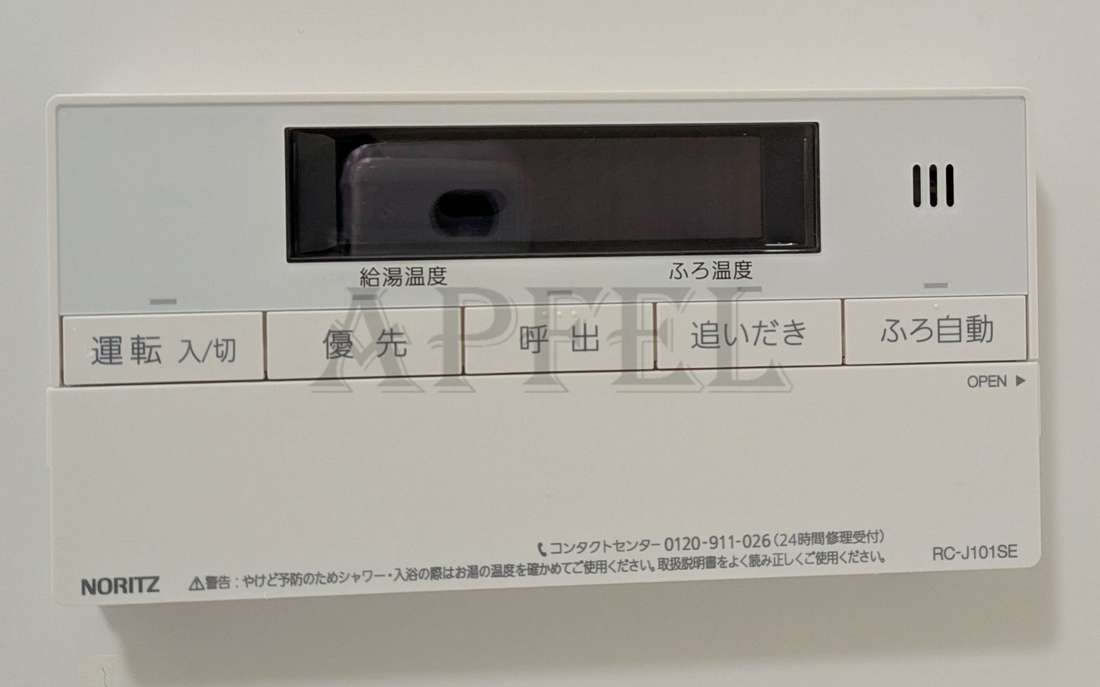 給湯温度 ふろ温度
運転 入/切 優先 呼出 追いだき ふろ自動
APFEL
OPEN ▶
コンタクトセンター 0120-911-026(24時間修理受付)
NORITZ ⚠警告:やけど予防のためシャワー・入浴の際はお湯の温度を確かめてご使用ください。取扱説明書をよく読み正しくご使用ください。 RC-J101SE